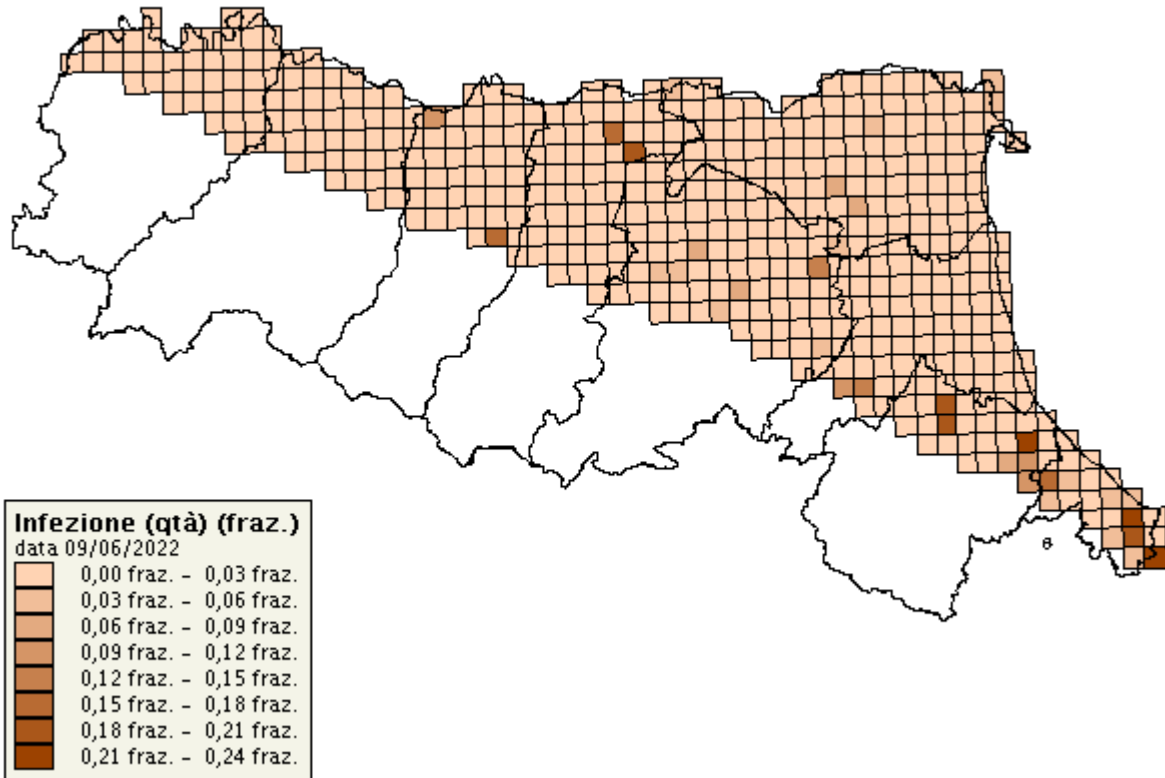 Infezione (qtà) (fraz.)
data 09/06/2022
0,00 fraz. - 0,03 fraz.
0,03 fraz. - 0,06 fraz.
0,06 fraz. - 0,09 fraz.
0,09 fraz. - 0,12 fraz.
0,12 fraz. - 0,15 fraz.
0,15 fraz. - 0,18 fraz.
0,18 fraz. - 0,21 fraz.
0,21 fraz. - 0,24 fraz.